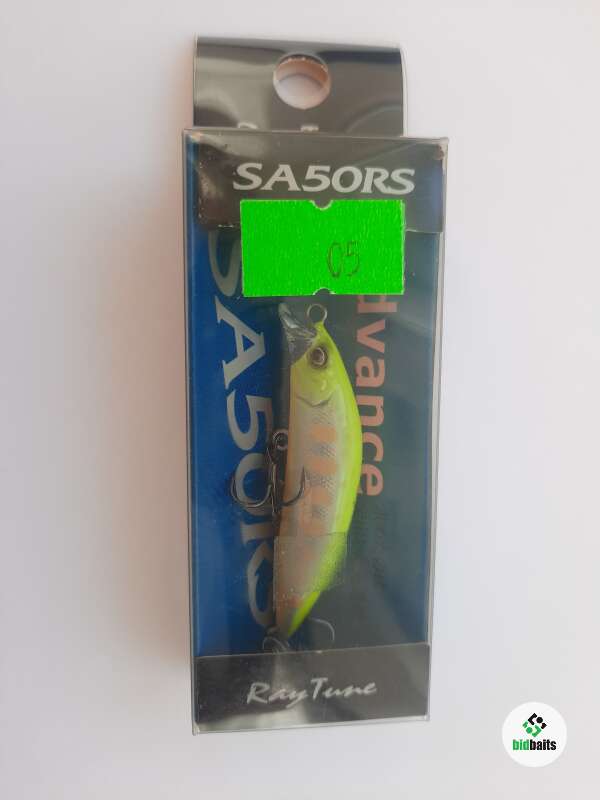 SA50RS
05
dvance
SA50RS
RayTune
bidbaits